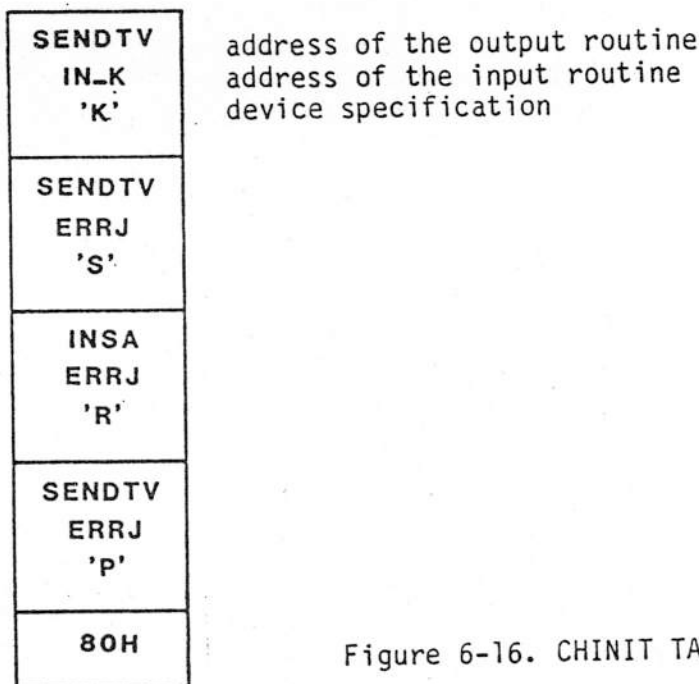 SENDTV address of the output routine
IN_K address of the input routine
'K' device specification
SENDTV
ERRJ
'S'
INSA
ERRJ
'R'
SENDTV
ERRJ
'P'
80H
Figure 6-16. CHINIT TA